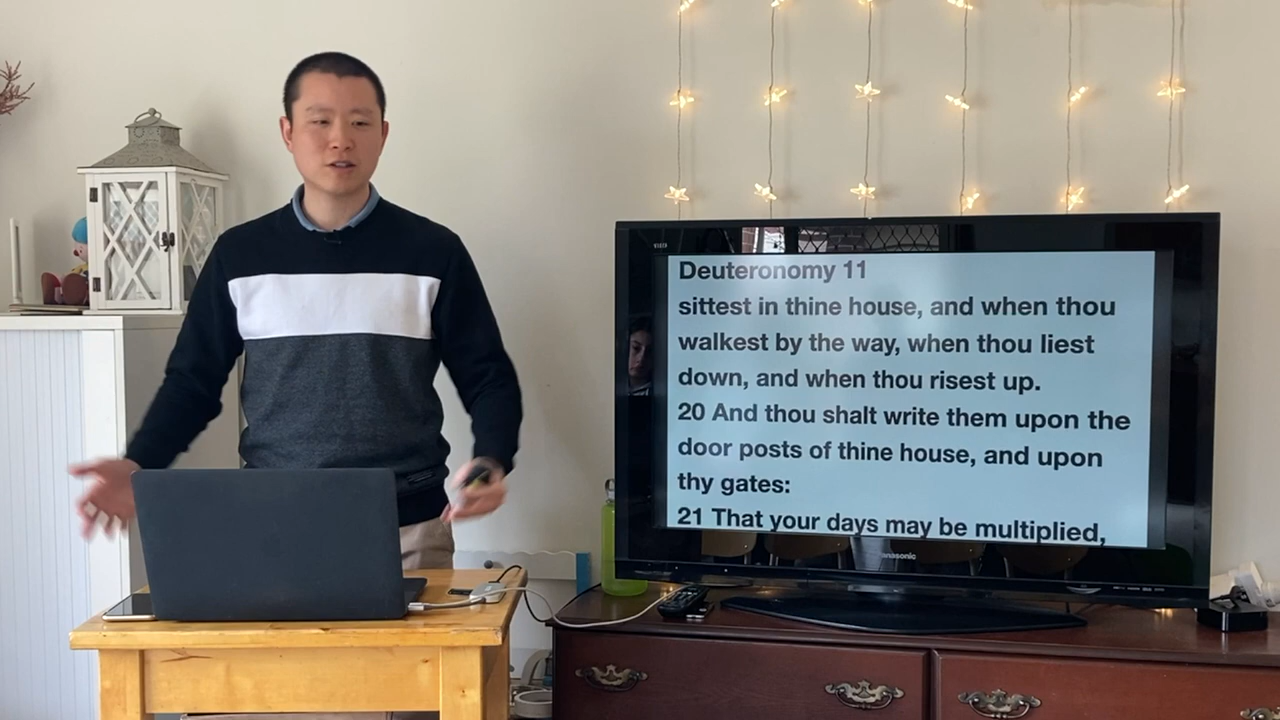 Deuteronomy 11
sittest in thine house, and when thou
walkest by the way, when thou liest
down, and when thou risest up.
20 And thou shalt write them upon the
door posts of thine house, and upon
thy gates:
21 That your days may be multiplied,
Panasonic